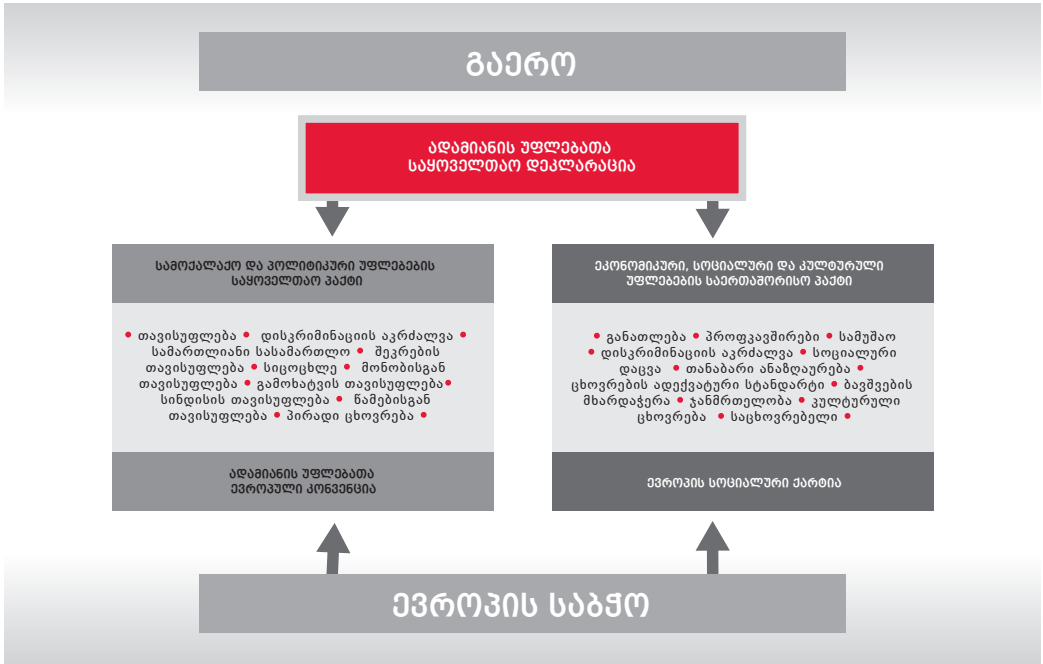 გაერო
ადამიანის უფლებათა
საყოველთაო დეკლარაცია
სამოქალაქო და პოლიტიკური უფლებების
საყოველთაო პაქტი
• თავისუფლება • დისკრიმინაციის აკრძალვა •
სამართლიანი სასამართლო • შეკრების
თავისუფლება • სიცოცხლე • მონობისგან
თავისუფლება • გამოხატვის თავისუფლება•
სინდისის თავისუფლება • წამებისგან
თავისუფლება • პირადი ცხოვრება •
ადამიანის უფლებათა
ევროპული კონვენცია
ეკონომიკური, სოციალური და კულტურული
უფლებების საერთაშორისო პაქტი
• განათლება • პროფკავშირები • სამუშაო
• დისკრიმინაციის აკრძალვა • სოციალური
დაცვა • თანაბარი ანაზღაურება •
ცხოვრების ადექვატური სტანდარტი • ბავშვების
მხარდაჭერა • ჯანმრთელობა • კულტურული
ცხოვრება • საცხოვრებელი •
ევროპის სოციალური ქარტია
ევროპის საბჭო